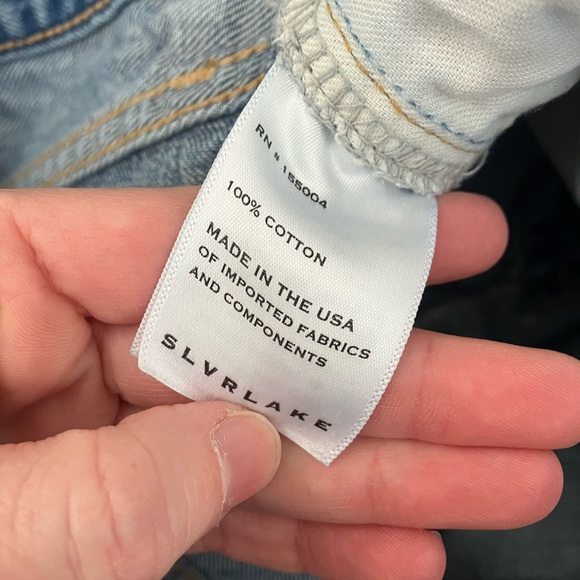 RN # 155004
100% COTTON
MADE IN THE USA
OF IMPORTED FABRICS
AND COMPONENTS
SLVRLAKE